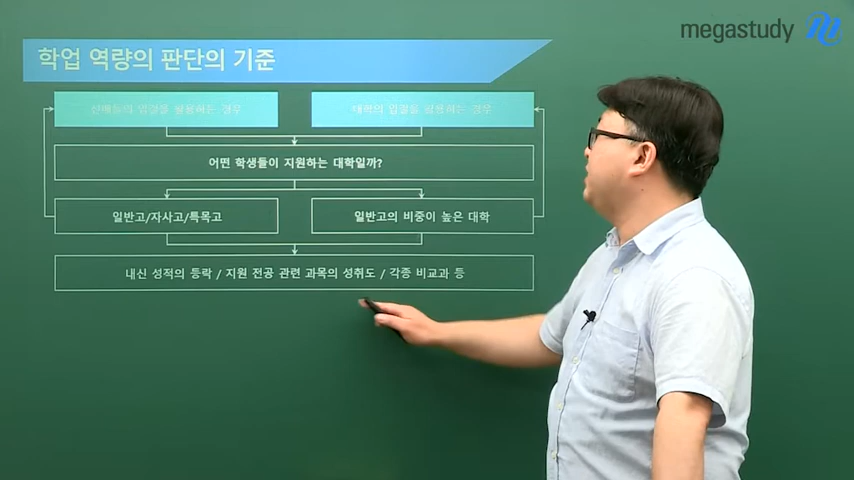 megastudy
학업 역량의 판단의 기준
선배들의 입결을 활용하는 경우
대학의 입결을 활용하는 경우
어떤 학생들이 지원하는 대학일까?
일반고/자사고/특목고
일반고의 비중이 높은 대학
내신 성적의 등락 / 지원 전공 관련 과목의 성취도 / 각종 비교과 등